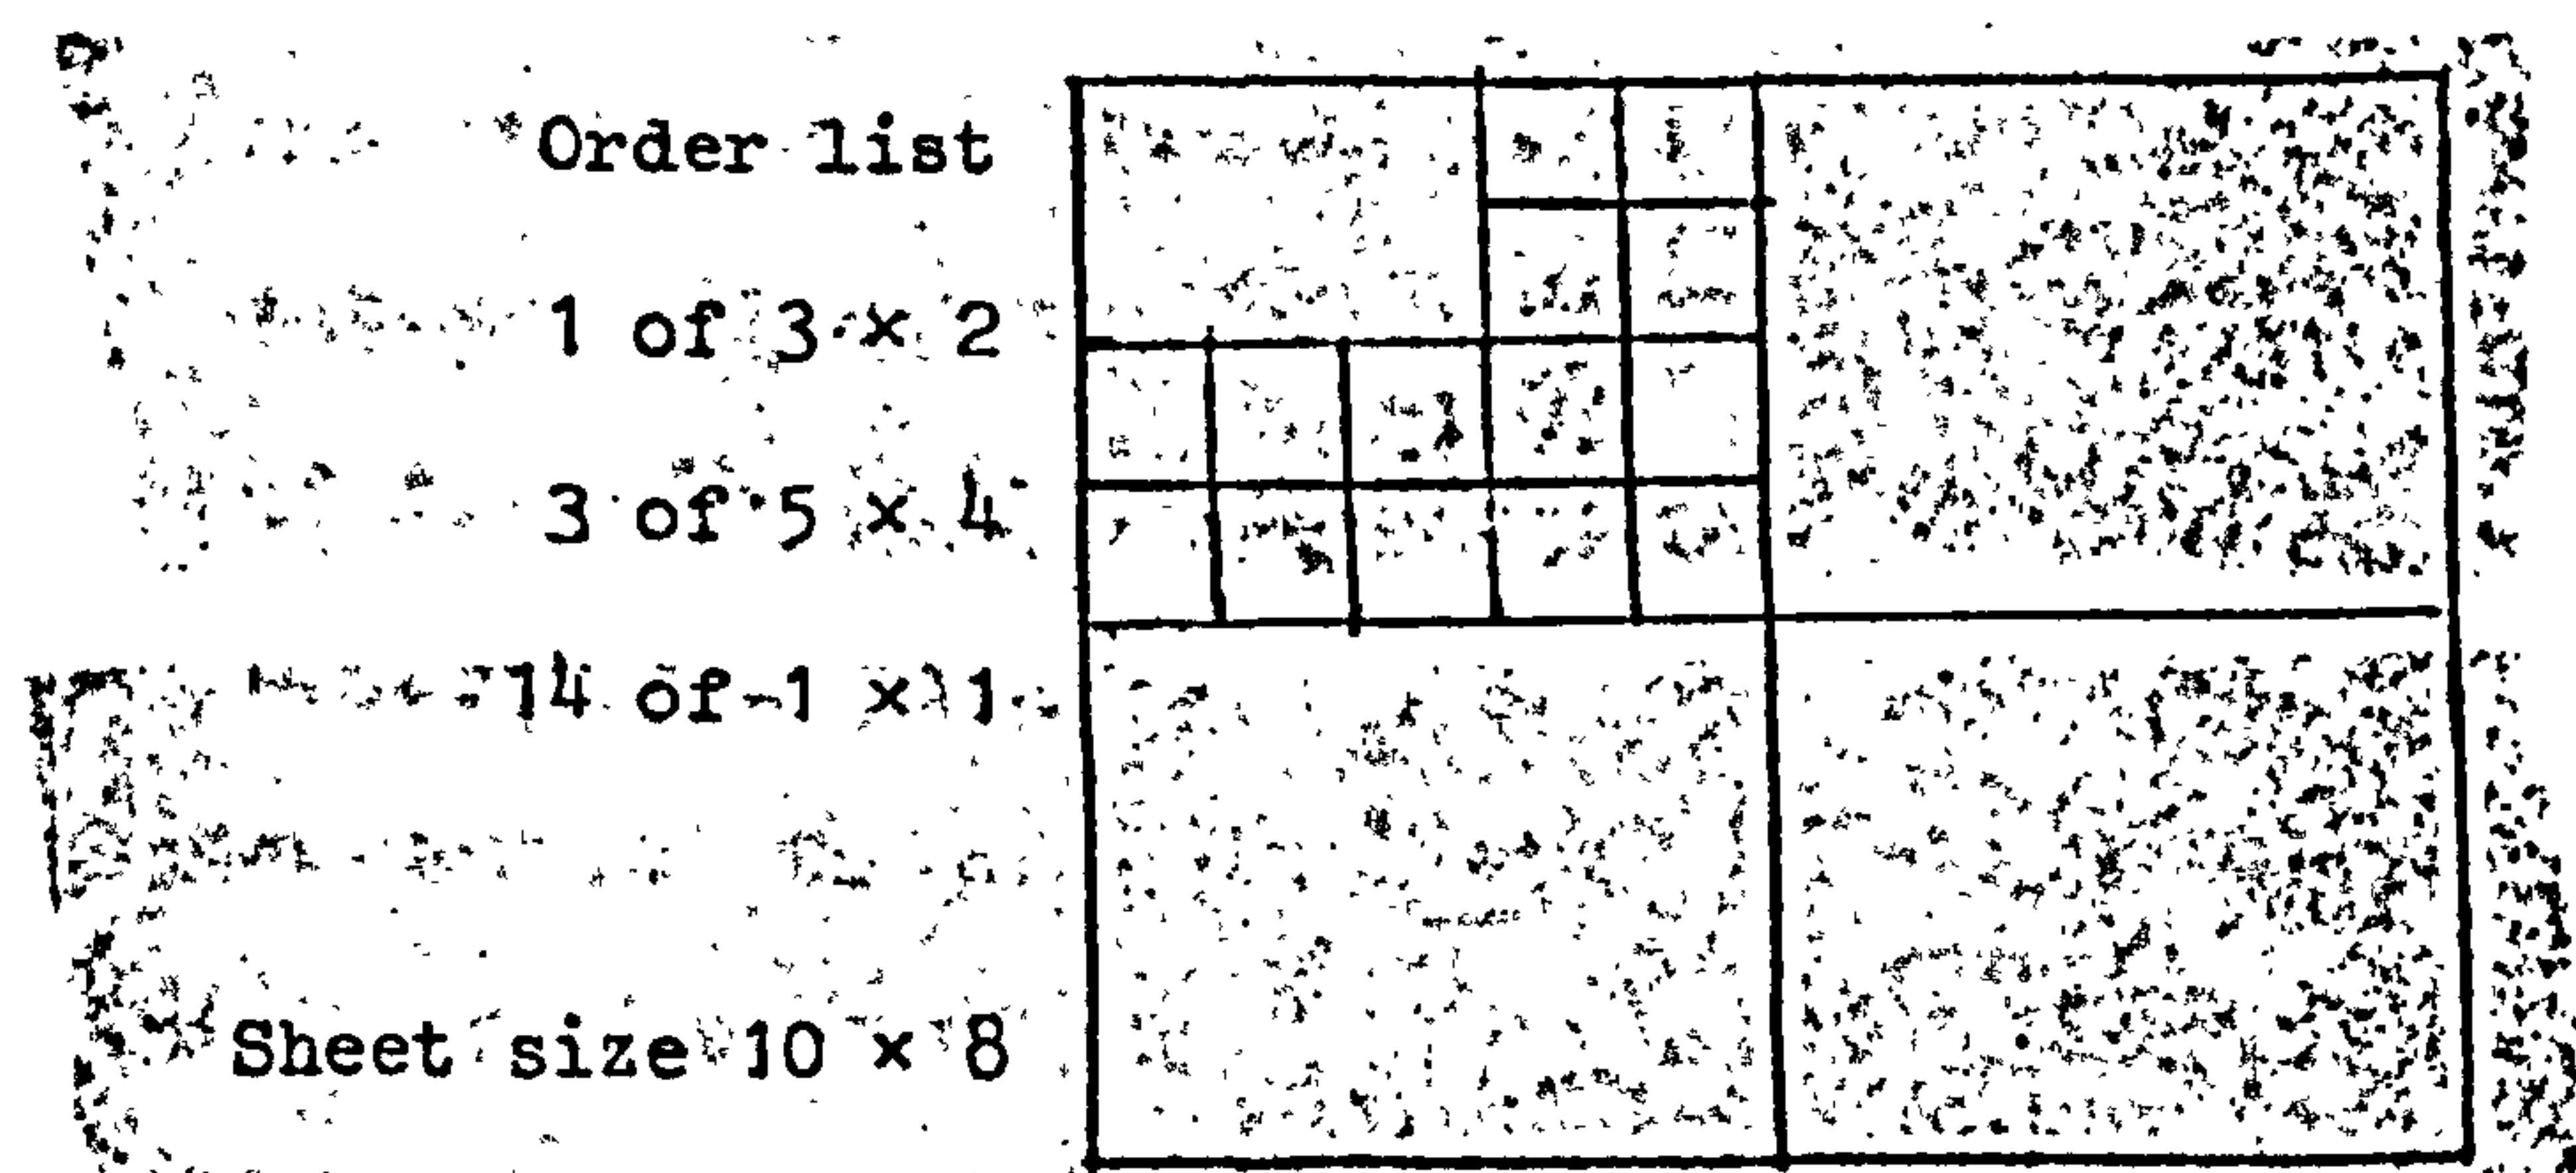 Order list
1 of 3 x 2
3 of 5 x 4
14 of 1 x 1
Sheet size 10 x 8